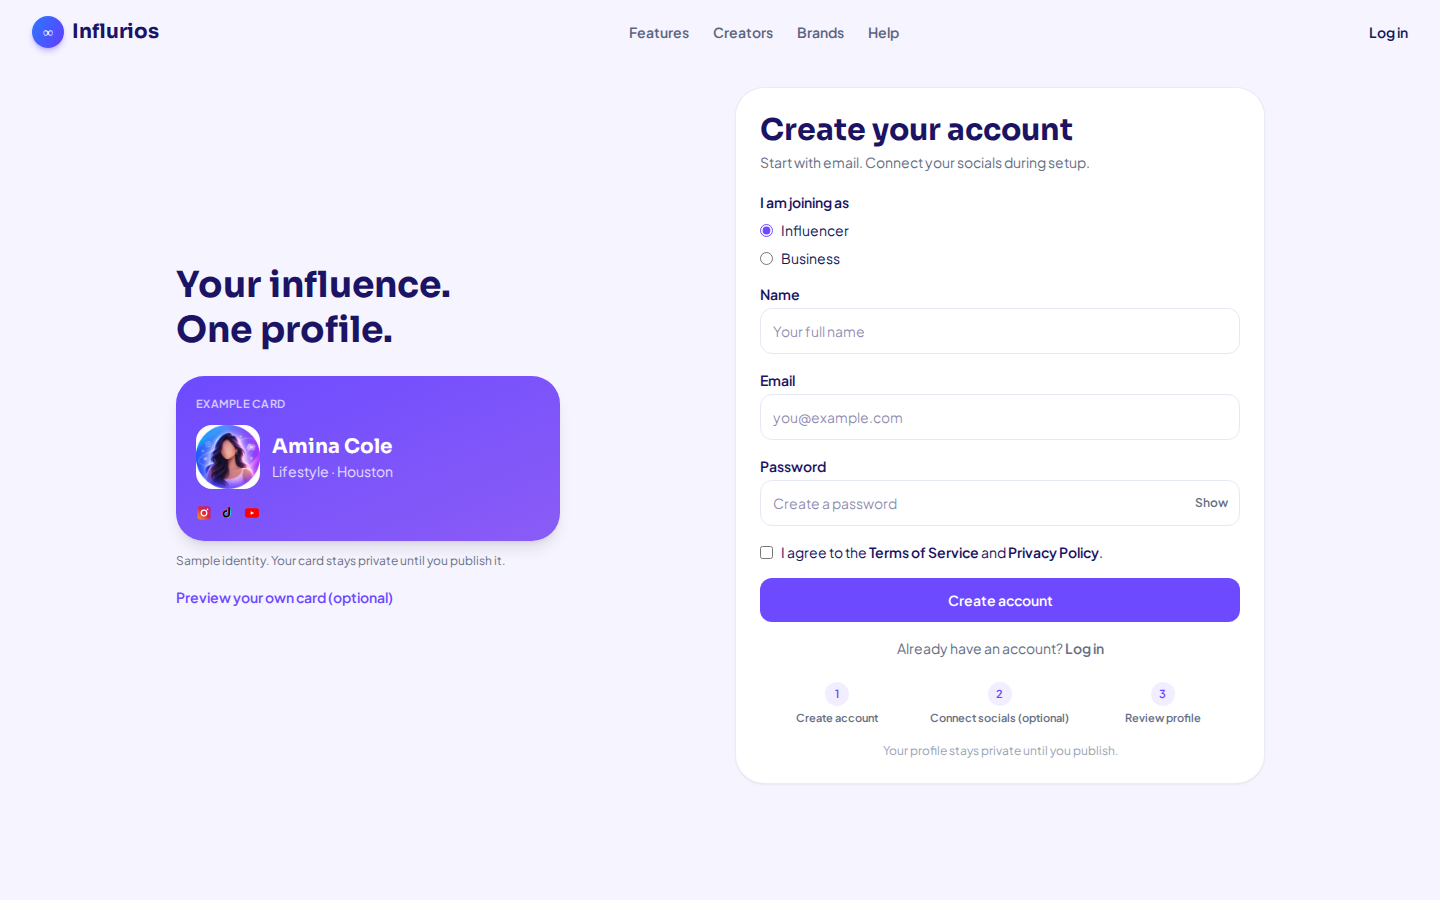 ∞ Influrios
Features Creators Brands Help
Log in
Your influence.
One profile.
EXAMPLE CARD
Amina Cole
Lifestyle · Houston
Sample identity. Your card stays private until you publish it.
Preview your own card (optional)
Create your account
Start with email. Connect your socials during setup.
I am joining as
Influencer
Business
Name
Your full name
Email
you@example.com
Password
Create a password Show
I agree to the Terms of Service and Privacy Policy.
Create account
Already have an account? Log in
1 2 3
Create account Connect socials (optional) Review profile
Your profile stays private until you publish.